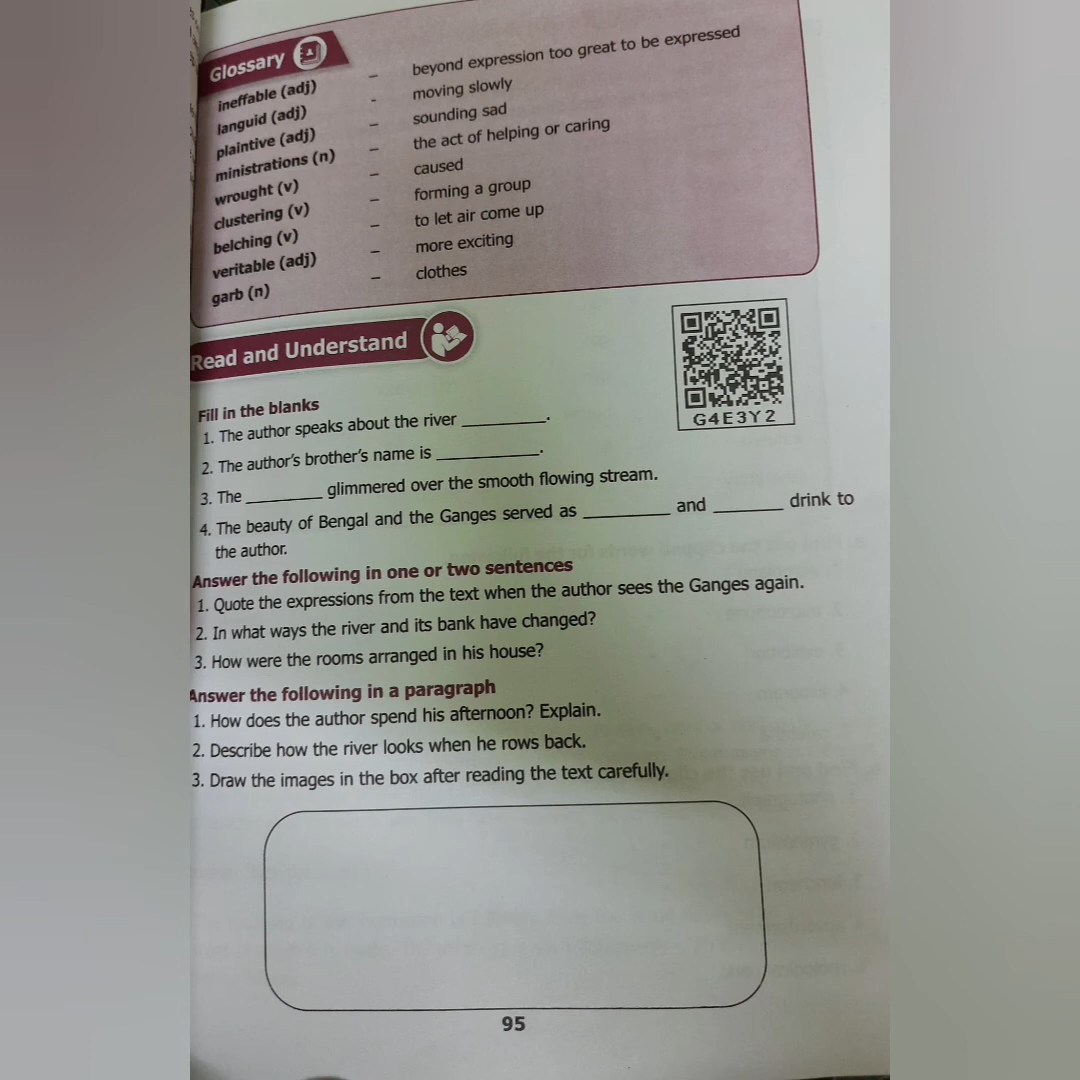 Glossary
ineffable (adj) – beyond expression too great to be expressed
languid (adj) - moving slowly
plaintive (adj) – sounding sad
ministrations (n) – the act of helping or caring
wrought (v) – caused
clustering (v) – forming a group
belching (v) – to let air come up
veritable (adj) – more exciting
garb (n) – clothes
Read and Understand
G4E3Y2
Fill in the blanks
1. The author speaks about the river _________.
2. The author's brother's name is ___________.
3. The ________ glimmered over the smooth flowing stream.
4. The beauty of Bengal and the Ganges served as _________ and _______ drink to
the author.
Answer the following in one or two sentences
1. Quote the expressions from the text when the author sees the Ganges again.
2. In what ways the river and its bank have changed?
3. How were the rooms arranged in his house?
Answer the following in a paragraph
1. How does the author spend his afternoon? Explain.
2. Describe how the river looks when he rows back.
3. Draw the images in the box after reading the text carefully.
95